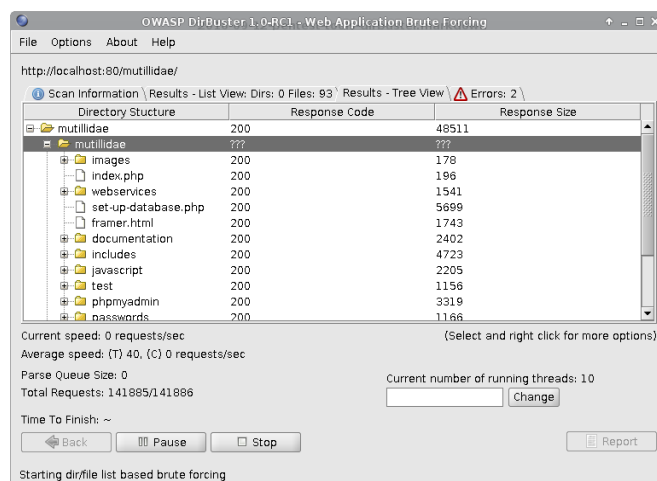 OWASP DirBuster 1.0-RC1 - Web Application Brute Forcing
File Options About Help
http://localhost:80/mutillidae/
Scan Information \ Results - List View: Dirs: 0 Files: 93 \ Results - Tree View \ Errors: 2 \
Directory Stucture Response Code Response Size
mutillidae 200 48511
mutillidae ??? ???
images 200 178
index.php 200 196
webservices 200 1541
set-up-database.php 200 5699
framer.html 200 1743
documentation 200 2402
includes 200 4723
javascript 200 2205
test 200 1156
phpmyadmin 200 3319
passwords 200 1166
Current speed: 0 requests/sec (Select and right click for more options)
Average speed: (T) 40, (C) 0 requests/sec
Parse Queue Size: 0
Total Requests: 141885/141886
Current number of running threads: 10
Change
Time To Finish: ~
Back Pause Stop Report
Starting dir/file list based brute forcing